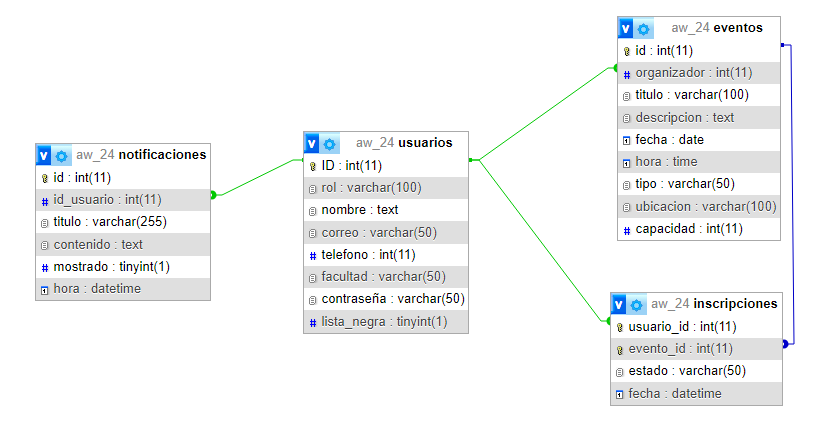 v aw_24 notificaciones
id : int(11)
# id_usuario : int(11)
titulo : varchar(255)
contenido : text
# mostrado : tinyint(1)
hora : datetime
v aw_24 usuarios
ID : int(11)
rol : varchar(100)
nombre : text
correo : varchar(50)
# telefono : int(11)
facultad : varchar(50)
contraseña : varchar(50)
# lista_negra : tinyint(1)
v aw_24 eventos
id : int(11)
# organizador : int(11)
titulo : varchar(100)
descripcion : text
fecha : date
hora : time
tipo : varchar(50)
ubicacion : varchar(100)
# capacidad : int(11)
v aw_24 inscripciones
usuario_id : int(11)
evento_id : int(11)
estado : varchar(50)
fecha : datetime